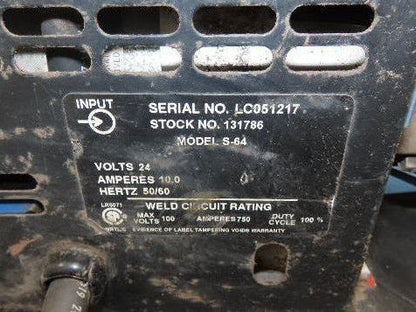 INPUT
SERIAL NO. LC051217
STOCK NO. 131786
MODEL S-64
VOLTS 24
AMPERES 10.0
HERTZ 50/60
LR6071
WELD CIRCUIT RATING
MAX VOLTS 100 AMPERES 750 DUTY CYCLE 100 %
EVIDENCE OF LABEL TAMPERING VOIDS WARRANTY